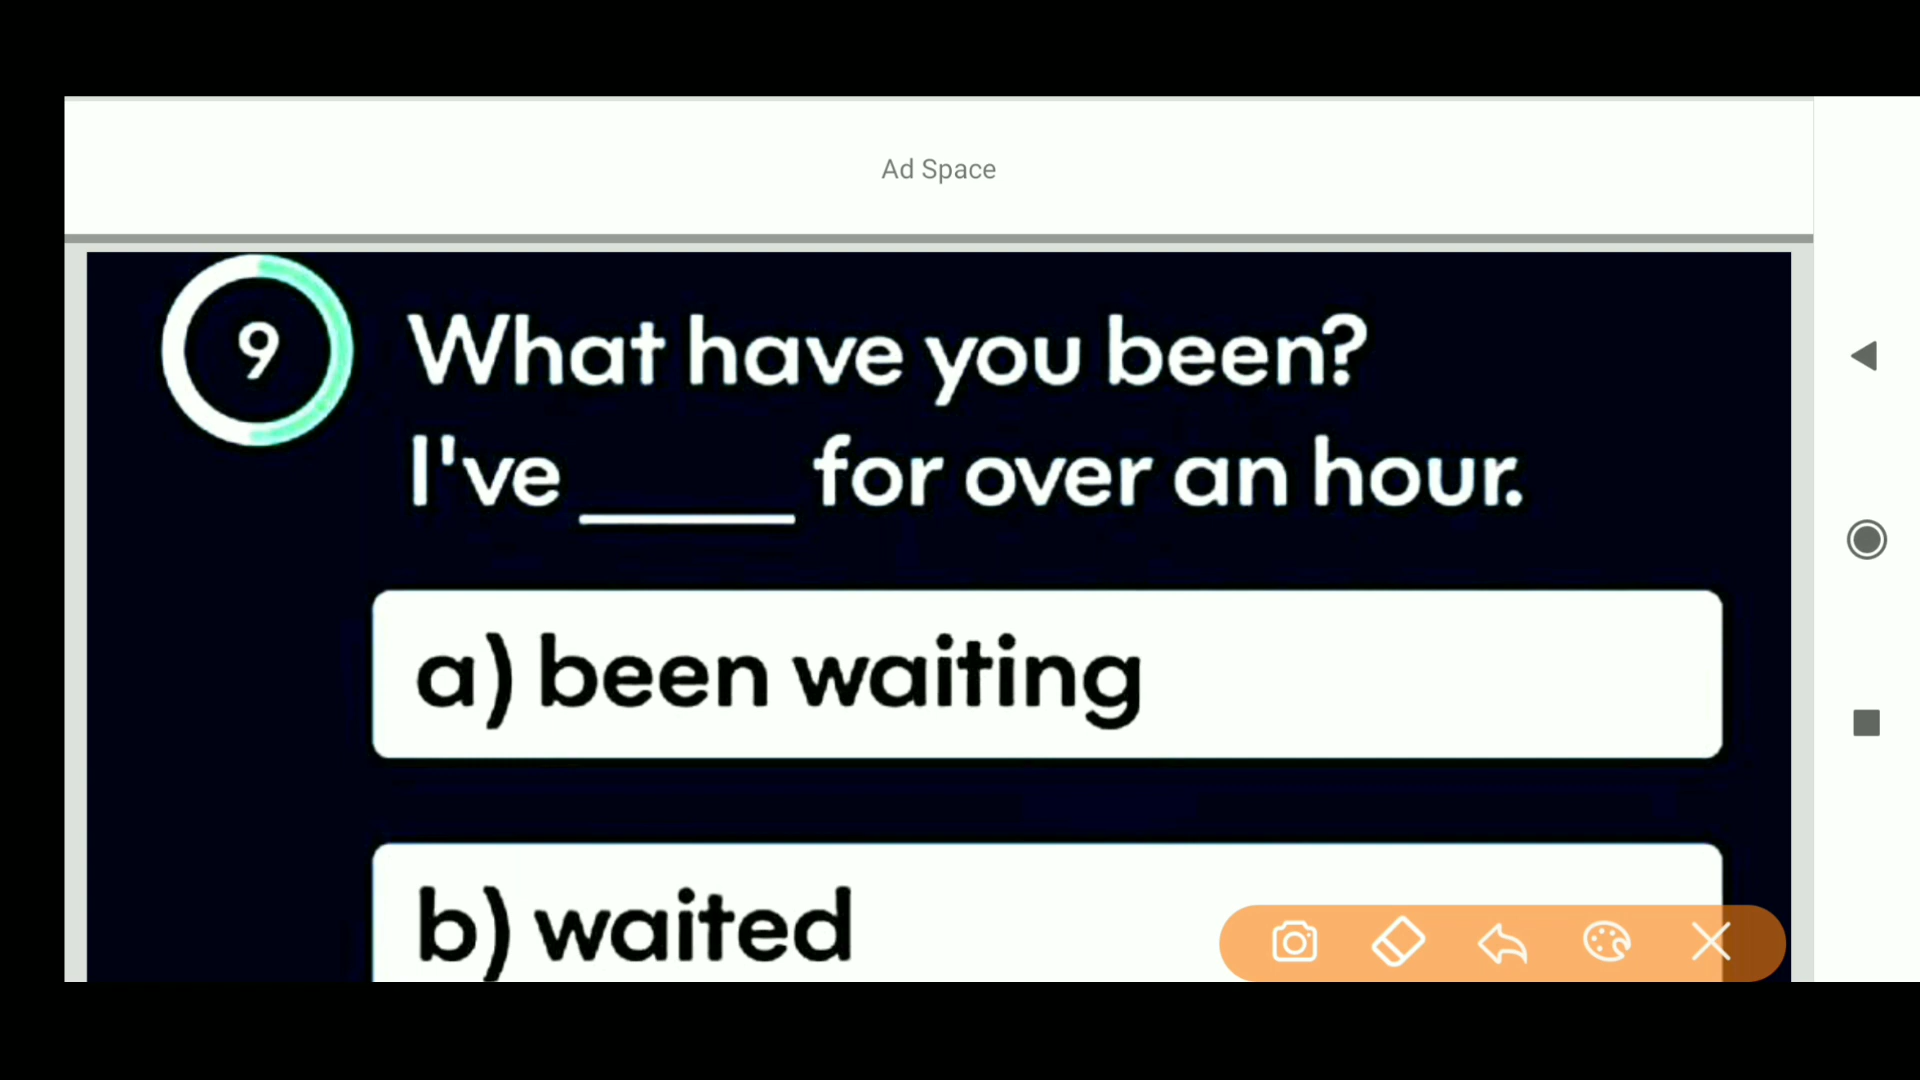 Ad Space
9
What have you been?
I've _____ for over an hour.
a) been waiting
b) waited